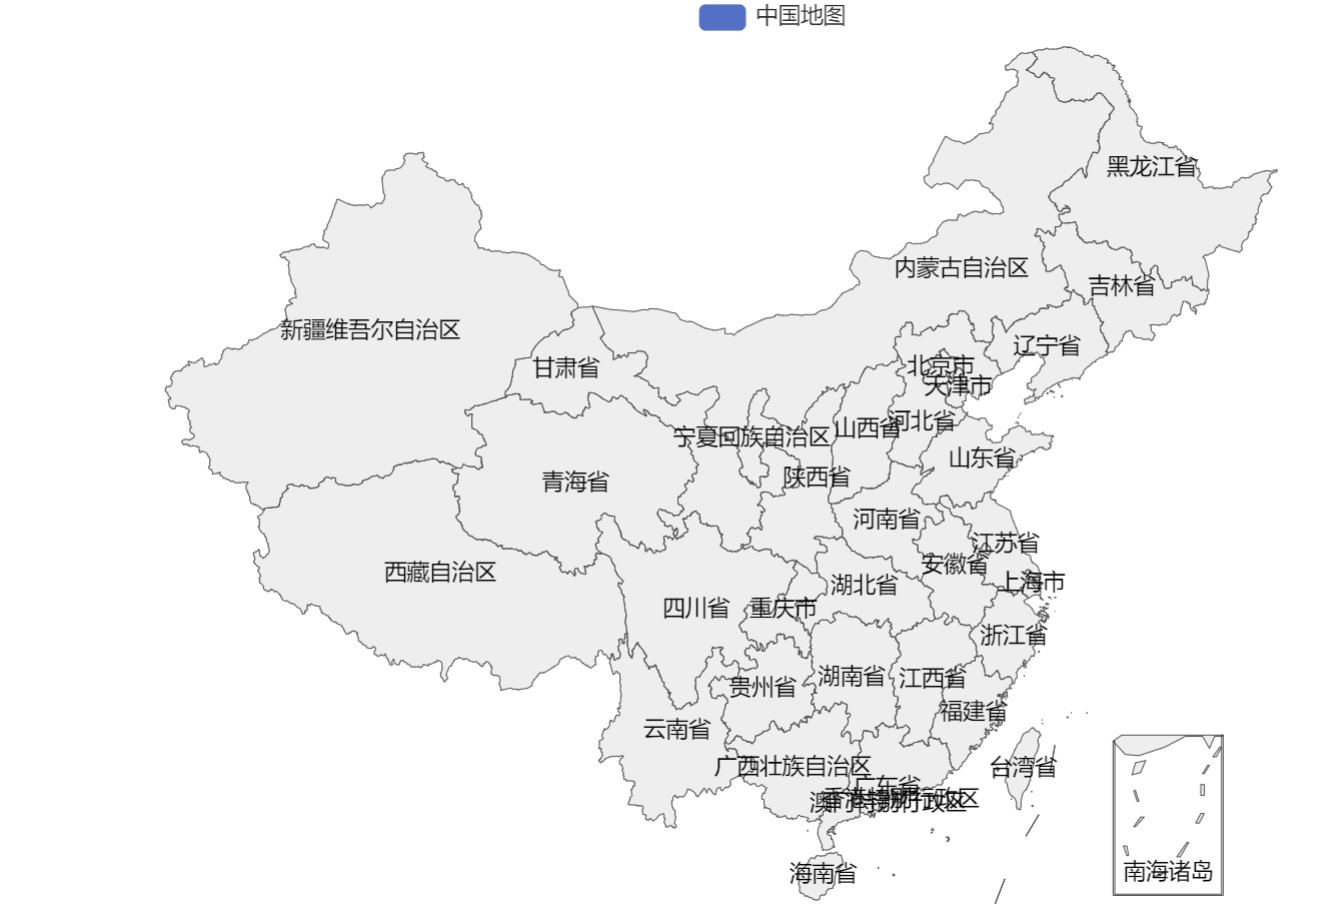 中国地图
黑龙江省
内蒙古自治区
吉林省
新疆维吾尔自治区
辽宁省
甘肃省
北京市
天津市
河北省
山西省
宁夏回族自治区
山东省
陕西省
青海省
河南省
江苏省
安徽省
西藏自治区
上海市
湖北省
四川省
重庆市
浙江省
湖南省
江西省
贵州省
福建省
云南省
广西壮族自治区
台湾省
广东省
香港特别行政区
澳门特别行政区
南海诸岛
海南省